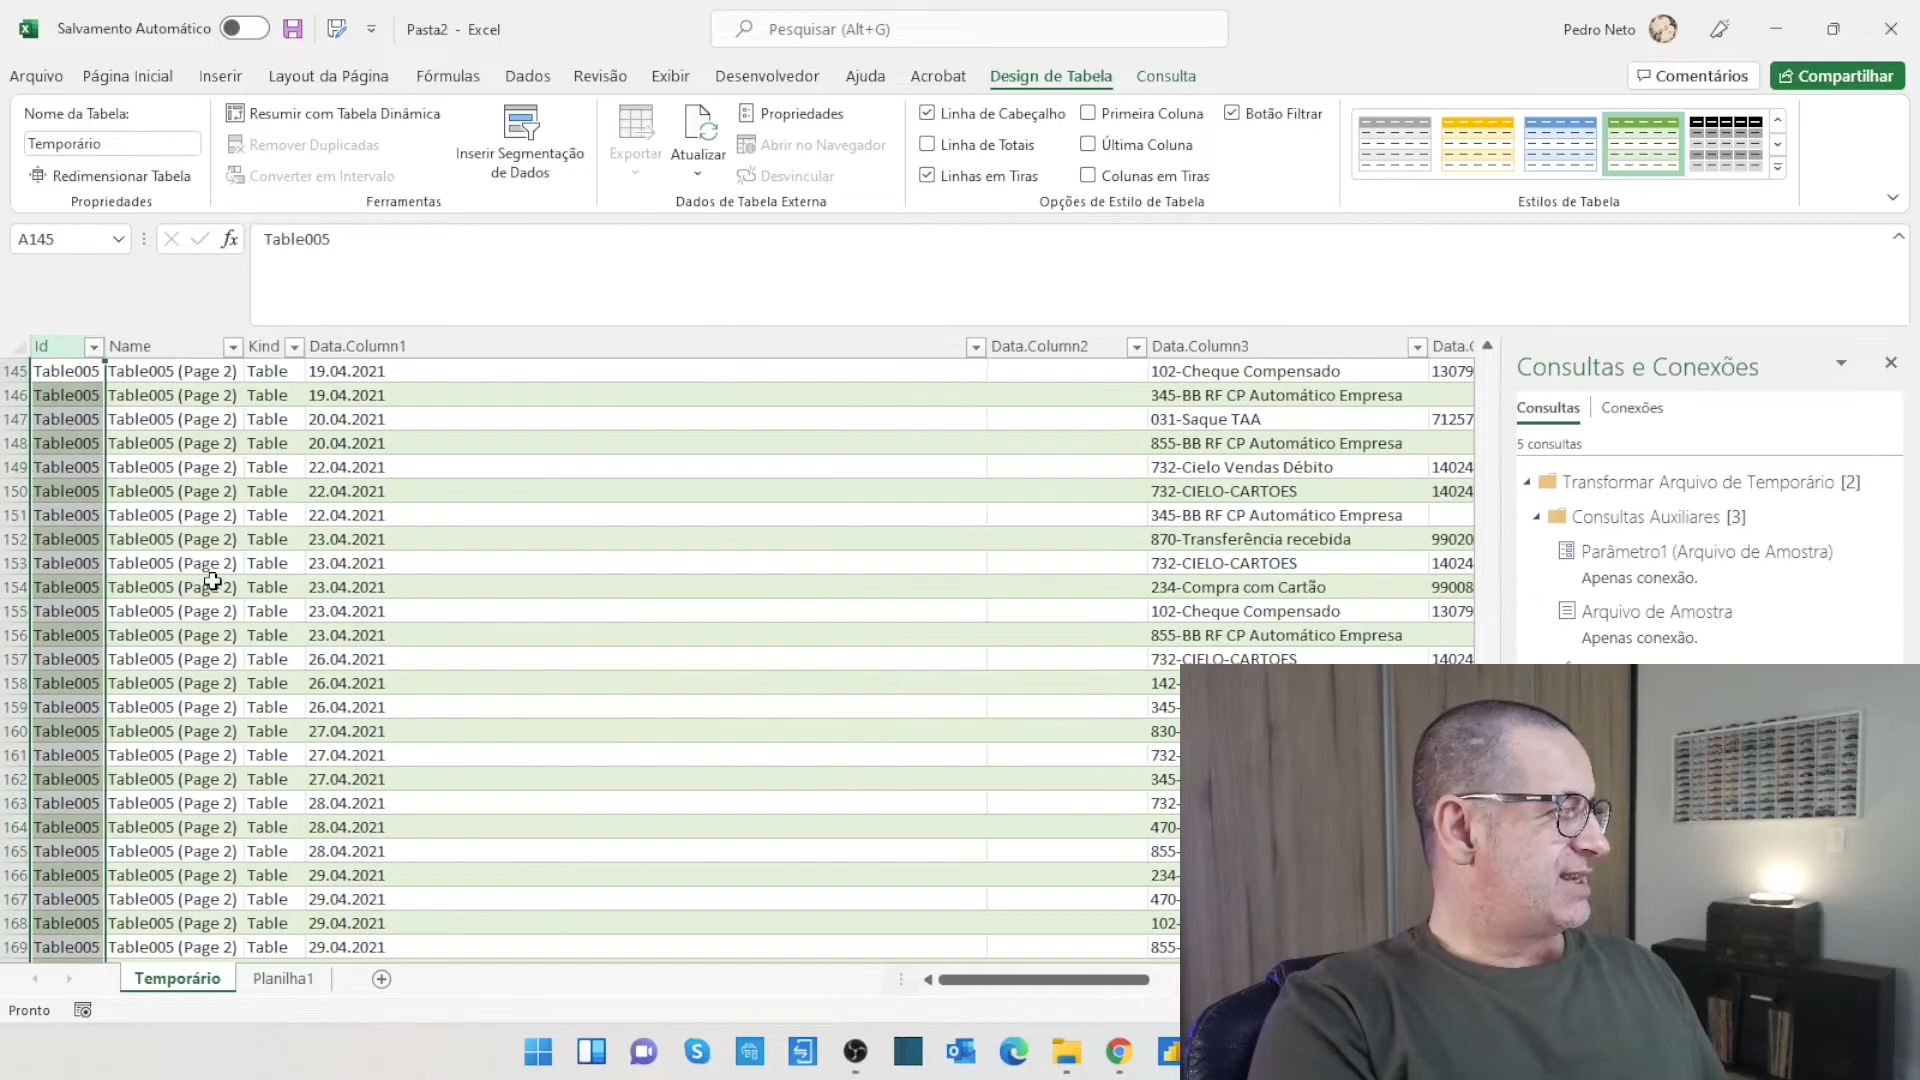 Salvamento Automático
Pasta2 - Excel
Pesquisar (Alt+G)
Pedro Neto
Arquivo Página Inicial Inserir Layout da Página Fórmulas Dados Revisão Exibir Desenvolvedor Ajuda Acrobat Design de Tabela Consulta
Comentários
Compartilhar
Nome da Tabela:
Temporário
Redimensionar Tabela
Propriedades
Resumir com Tabela Dinâmica
Remover Duplicadas
Converter em Intervalo
Inserir Segmentação
de Dados
Ferramentas
Exportar
Atualizar
Propriedades
Abrir no Navegador
Desvincular
Dados de Tabela Externa
Linha de Cabeçalho
Linha de Totais
Linhas em Tiras
Primeira Coluna
Última Coluna
Colunas em Tiras
Botão Filtrar
Opções de Estilo de Tabela
Estilos de Tabela
A145
fx
Table005
Id Name Kind Data.Column1 Data.Column2 Data.Column3
145 Table005 Table005 (Page 2) Table 19.04.2021 102-Cheque Compensado 13079
146 Table005 Table005 (Page 2) Table 19.04.2021 345-BB RF CP Automático Empresa
147 Table005 Table005 (Page 2) Table 20.04.2021 031-Saque TAA 71257
148 Table005 Table005 (Page 2) Table 20.04.2021 855-BB RF CP Automático Empresa
149 Table005 Table005 (Page 2) Table 22.04.2021 732-Cielo Vendas Débito 14024
150 Table005 Table005 (Page 2) Table 22.04.2021 732-CIELO-CARTOES 14024
151 Table005 Table005 (Page 2) Table 22.04.2021 345-BB RF CP Automático Empresa
152 Table005 Table005 (Page 2) Table 23.04.2021 870-Transferência recebida 99020
153 Table005 Table005 (Page 2) Table 23.04.2021 732-CIELO-CARTOES 14024
154 Table005 Table005 (Page 2) Table 23.04.2021 234-Compra com Cartão 99008
155 Table005 Table005 (Page 2) Table 23.04.2021 102-Cheque Compensado 13079
156 Table005 Table005 (Page 2) Table 23.04.2021 855-BB RF CP Automático Empresa
157 Table005 Table005 (Page 2) Table 26.04.2021 732-CIELO-CARTOES 14024
158 Table005 Table005 (Page 2) Table 26.04.2021 142-
159 Table005 Table005 (Page 2) Table 26.04.2021 345-
160 Table005 Table005 (Page 2) Table 27.04.2021 830-
161 Table005 Table005 (Page 2) Table 27.04.2021 732-
162 Table005 Table005 (Page 2) Table 27.04.2021 345-
163 Table005 Table005 (Page 2) Table 28.04.2021 732-
164 Table005 Table005 (Page 2) Table 28.04.2021 470-
165 Table005 Table005 (Page 2) Table 28.04.2021 855-
166 Table005 Table005 (Page 2) Table 29.04.2021 234-
167 Table005 Table005 (Page 2) Table 29.04.2021 470-
168 Table005 Table005 (Page 2) Table 29.04.2021 102-
169 Table005 Table005 (Page 2) Table 29.04.2021 855-
Consultas e Conexões
Consultas Conexões
5 consultas
Transformar Arquivo de Temporário [2]
Consultas Auxiliares [3]
Parâmetro1 (Arquivo de Amostra)
Apenas conexão.
Arquivo de Amostra
Apenas conexão.
Temporário Planilha1
Pronto